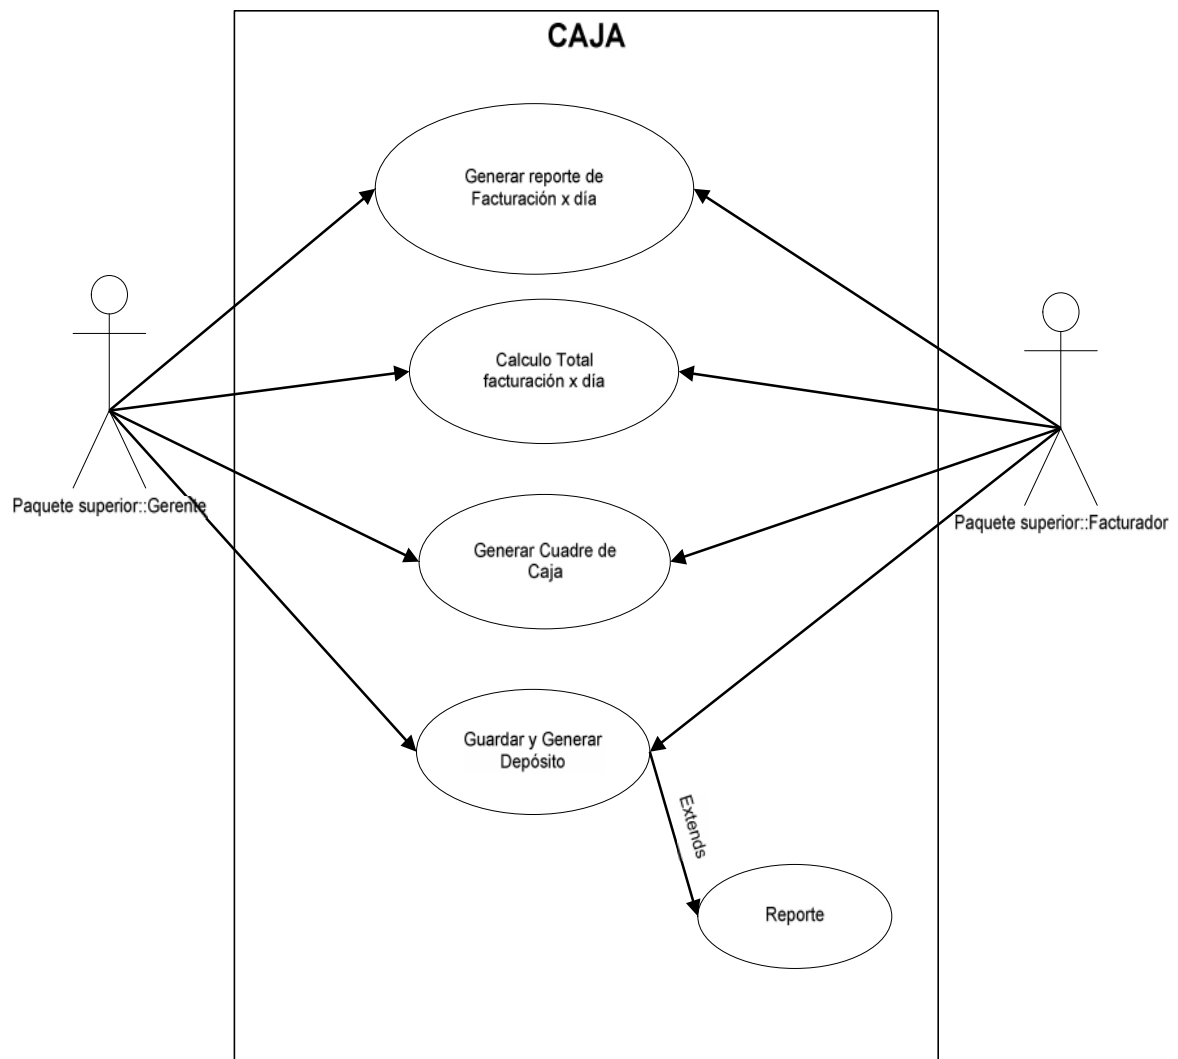 CAJA
Generar reporte de
Facturación x día
Calculo Total
facturación x día
Paquete superior::Gerente
Paquete superior::Facturador
Generar Cuadre de
Caja
Guardar y Generar
Depósito
Extends
Reporte